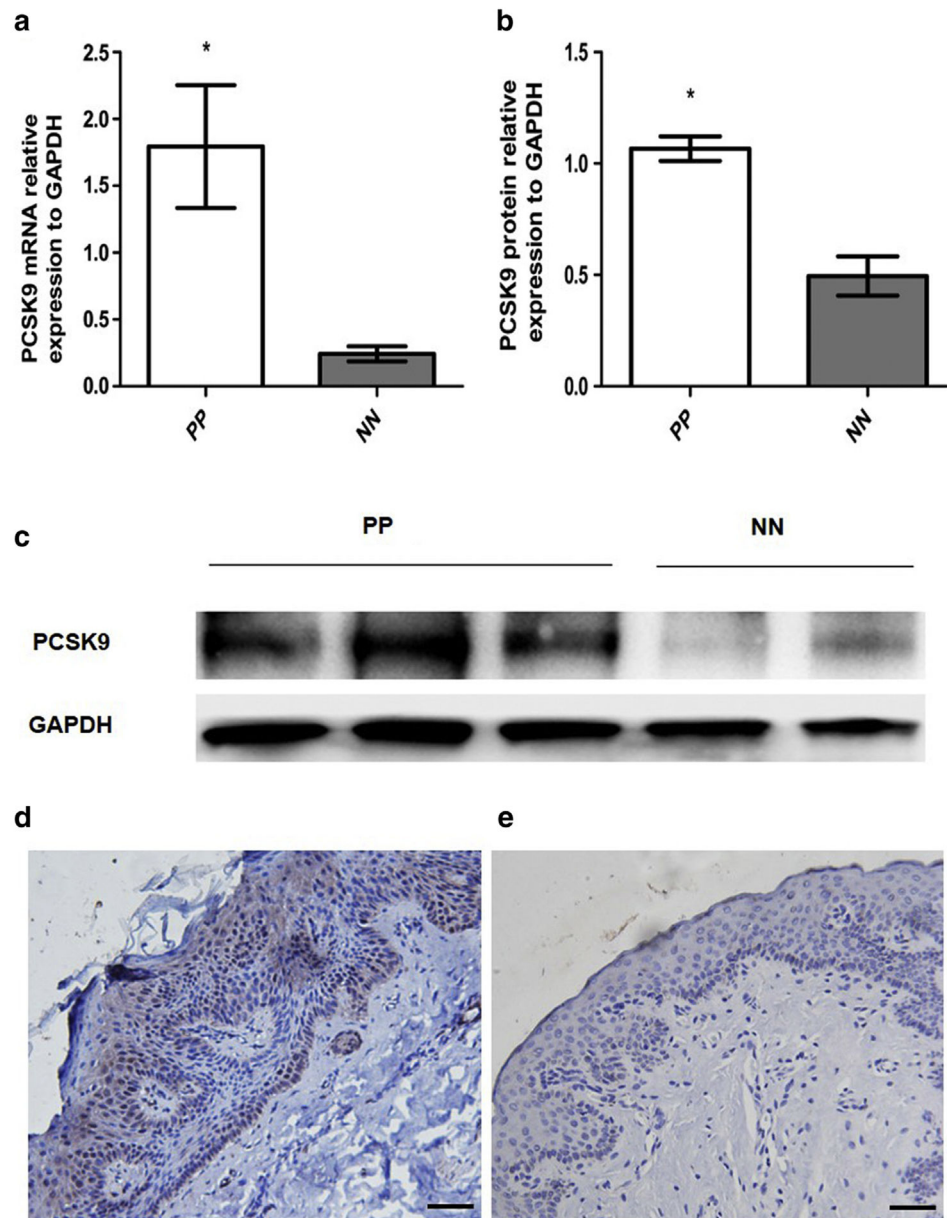 a
PCSK9 mRNA relative
expression to GAPDH
2.5
2.0
1.5
1.0
0.5
0.0
*
PP
NN
b
PCSK9 protein relative
expression to GAPDH
1.5
1.0
0.5
0.0
*
PP
NN
c
PP
NN
PCSK9
GAPDH
d
e